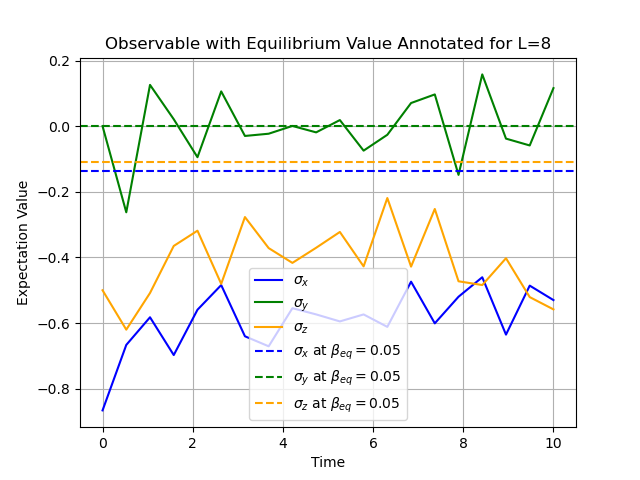 Observable with Equilibrium Value Annotated for L=8
Expectation Value
0.2
0.0
−0.2
−0.4
−0.6
−0.8
σx
σy
σz
σx at βeq = 0.05
σy at βeq = 0.05
σz at βeq = 0.05
0
2
4
6
8
10
Time